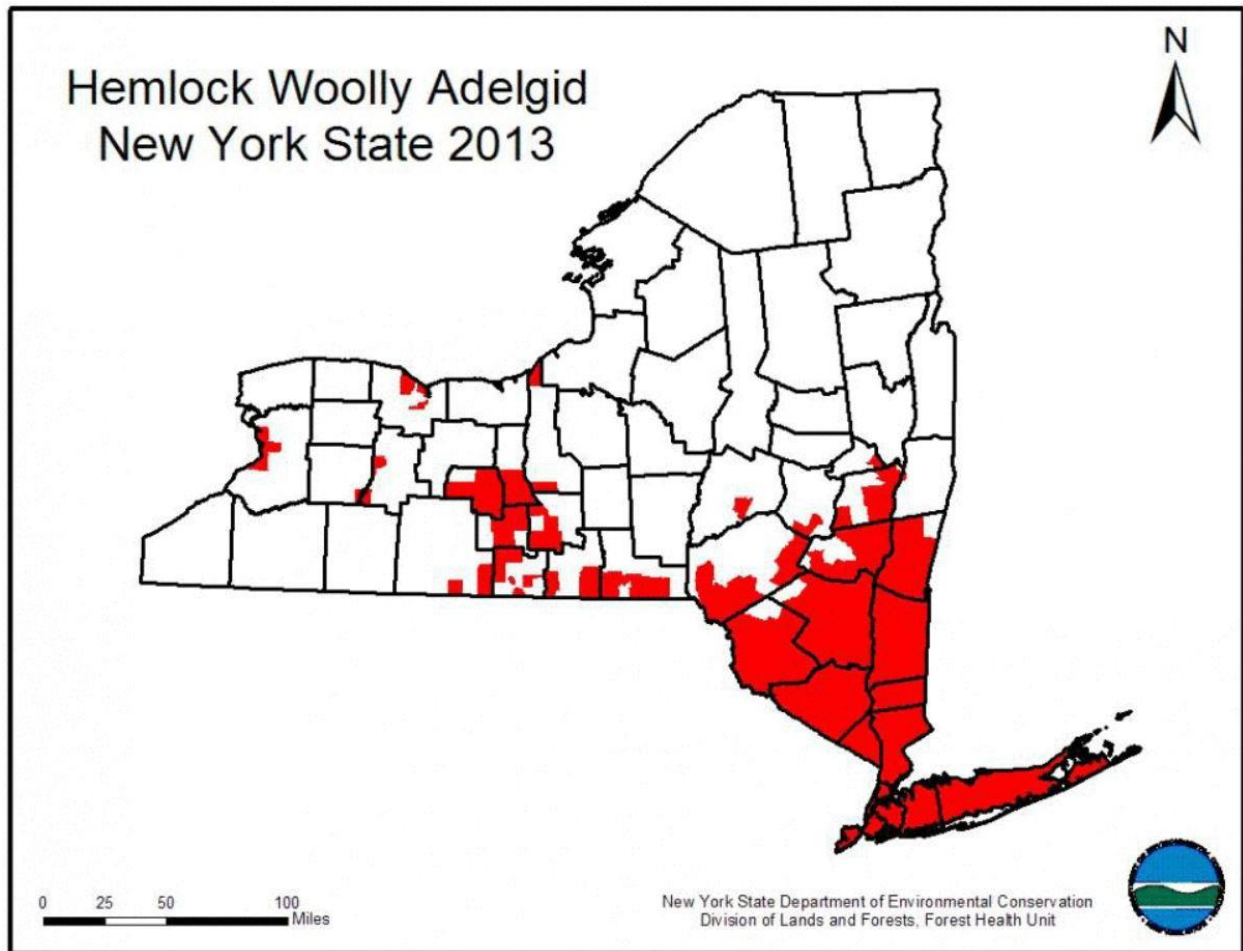 Hemlock Woolly Adelgid
New York State 2013
N
0 25 50 100
Miles
New York State Department of Environmental Conservation
Division of Lands and Forests, Forest Health Unit